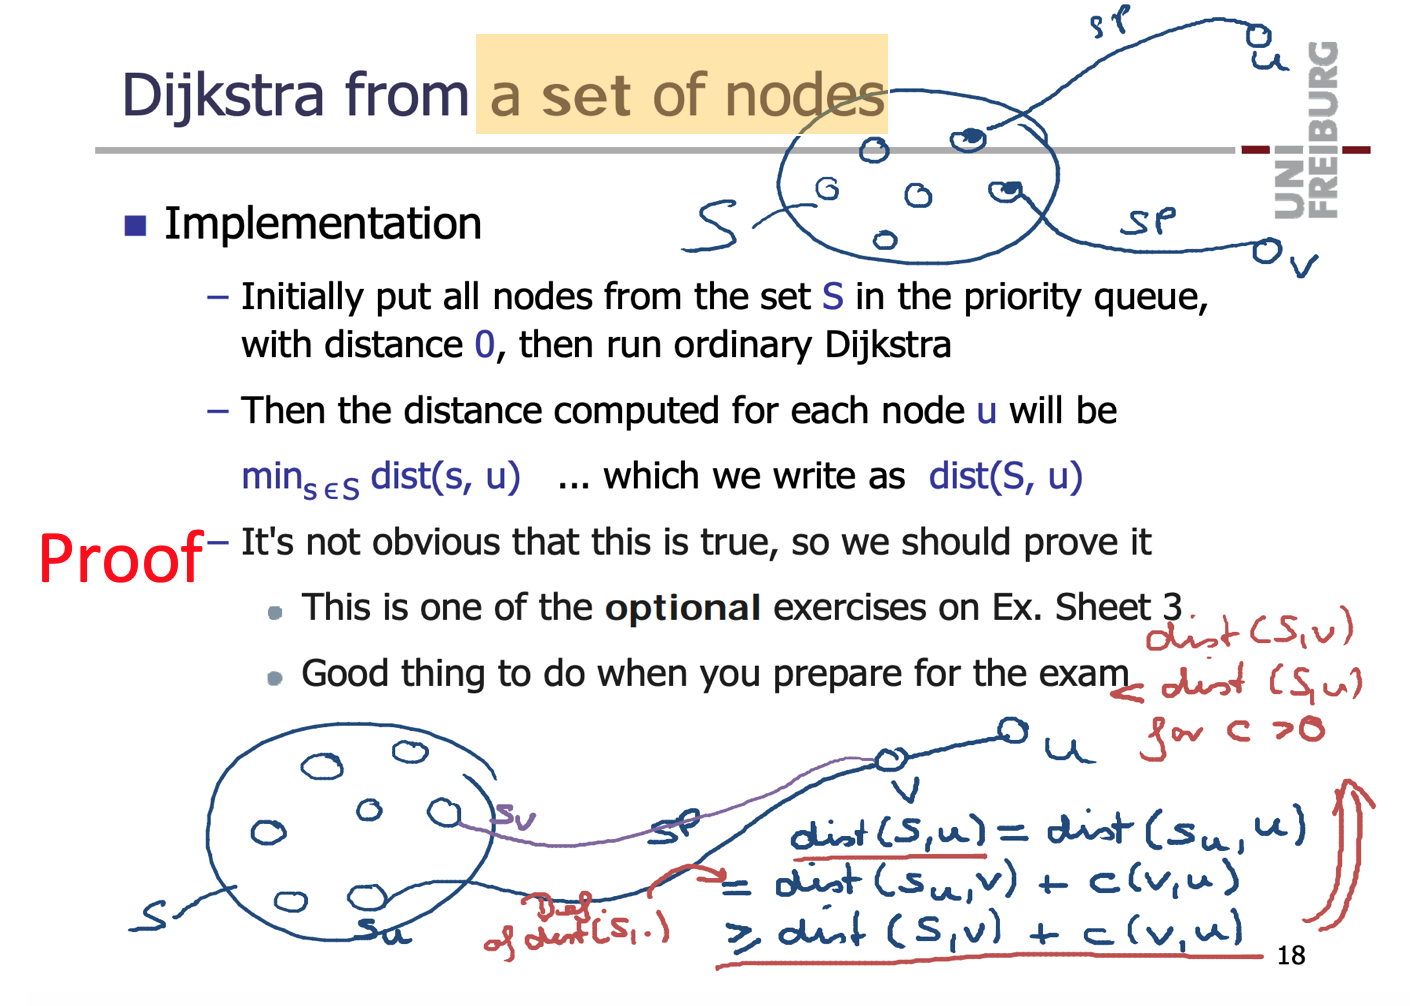 sp
u
Dijkstra from a set of nodes
UNI
FREIBURG
S
sp
v
Implementation
– Initially put all nodes from the set S in the priority queue,
with distance 0, then run ordinary Dijkstra
– Then the distance computed for each node u will be
min s∈S dist(s, u) ... which we write as dist(S, u)
Proof
– It's not obvious that this is true, so we should prove it
• This is one of the optional exercises on Ex. Sheet 3
• Good thing to do when you prepare for the exam
dist(S,v)
< dist(S,u)
for c > 0
u
v
s_v
sp
S
s_u
dist(S,u) = dist(s_u, u)
= dist(s_u, v) + c(v,u)
Def.
of dist(S,.)
≥ dist(S,v) + c(v,u)
18